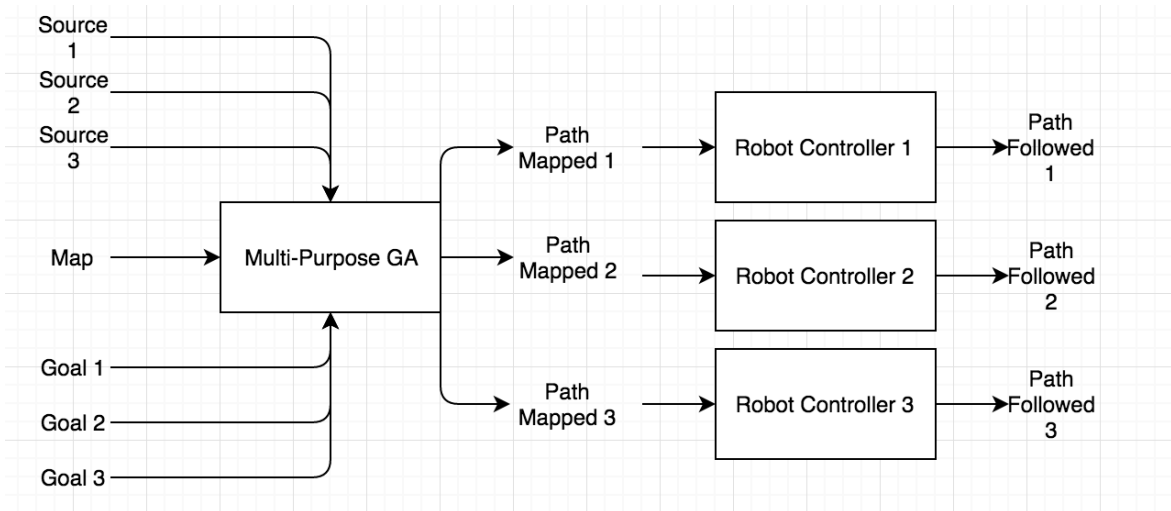 Source
1
Source
2
Source
3
Map
Goal 1
Goal 2
Goal 3
Multi-Purpose GA
Path
Mapped 1
Path
Mapped 2
Path
Mapped 3
Robot Controller 1
Robot Controller 2
Robot Controller 3
Path
Followed
1
Path
Followed
2
Path
Followed
3